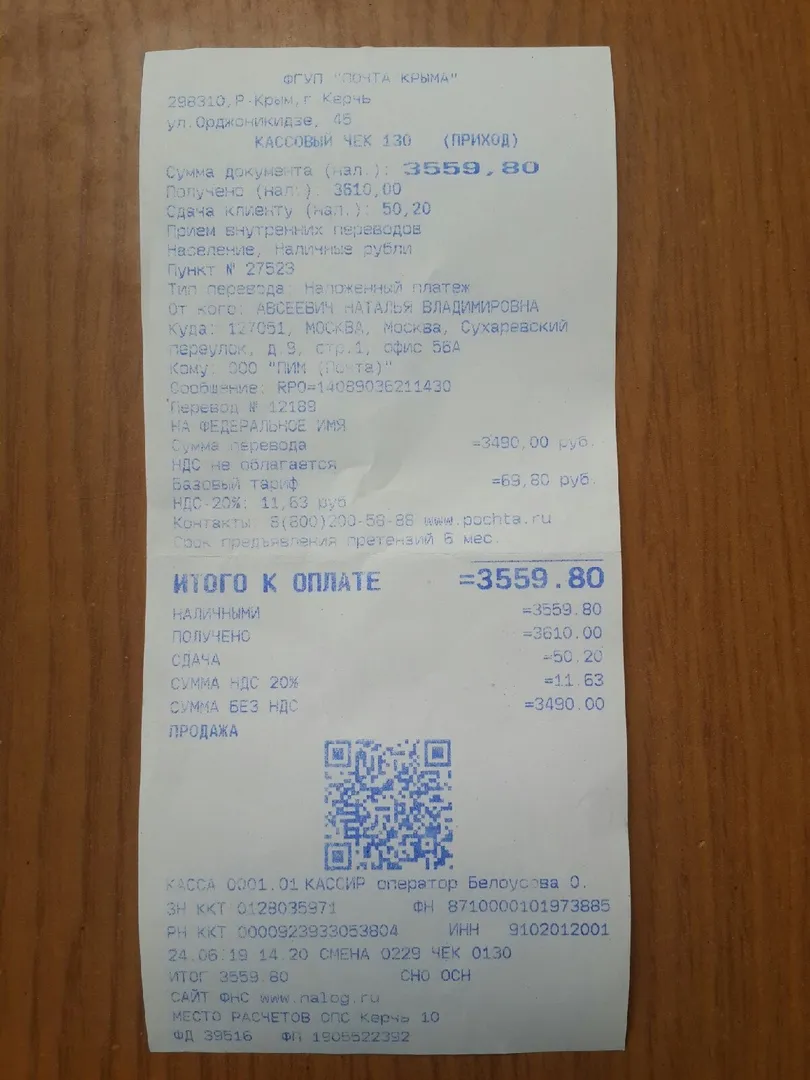 ФГУП "ПОЧТА КРЫМА"
298310,Р-Крым,г Керчь
ул.Орджоникидзе, 45
КАССОВЫЙ ЧЕК 130 (ПРИХОД)
Сумма документа (нал.): 3559,80
Получено (нал.): 3610,00
Сдача клиенту (нал.): 50,20
Прием внутренних переводов
Население, Наличные рубли
Пункт № 27523
Тип перевода: Наложенный платеж
От кого: АВСЕЕВИЧ НАТАЛЬЯ ВЛАДИМИРОВНА
Куда: 127051, МОСКВА, Москва, Сухаревский
переулок, д.9, стр.1, офис 56А
Кому: ООО "ПИМ (Почта)"
Сообщение: RPO=14089036211430
Перевод № 12189
НА ФЕДЕРАЛЬНОЕ ИМЯ
Сумма перевода =3490,00 руб.
НДС не облагается
Базовый тариф =69,80 руб.
НДС-20%: 11,63 руб
Контакты: 8(800)200-58-88 www.pochta.ru
Срок предъявления претензий 6 мес.
ИТОГО К ОПЛАТЕ =3559.80
НАЛИЧНЫМИ =3559.80
ПОЛУЧЕНО =3610.00
СДАЧА =50.20
СУММА НДС 20% =11.63
СУММА БЕЗ НДС =3490.00
ПРОДАЖА
КАССА 0001.01 КАССИР оператор Белоусова О.
ЗН ККТ 0128035971 ФН 8710000101973885
РН ККТ 0000923933053804 ИНН 9102012001
24.06.19 14.20 СМЕНА 0229 ЧЕК 0130
ИТОГ 3559.80 СНО ОСН
САЙТ ФНС www.nalog.ru
МЕСТО РАСЧЕТОВ ОПС Керчь 10
ФД 39516 ФП 1905522392